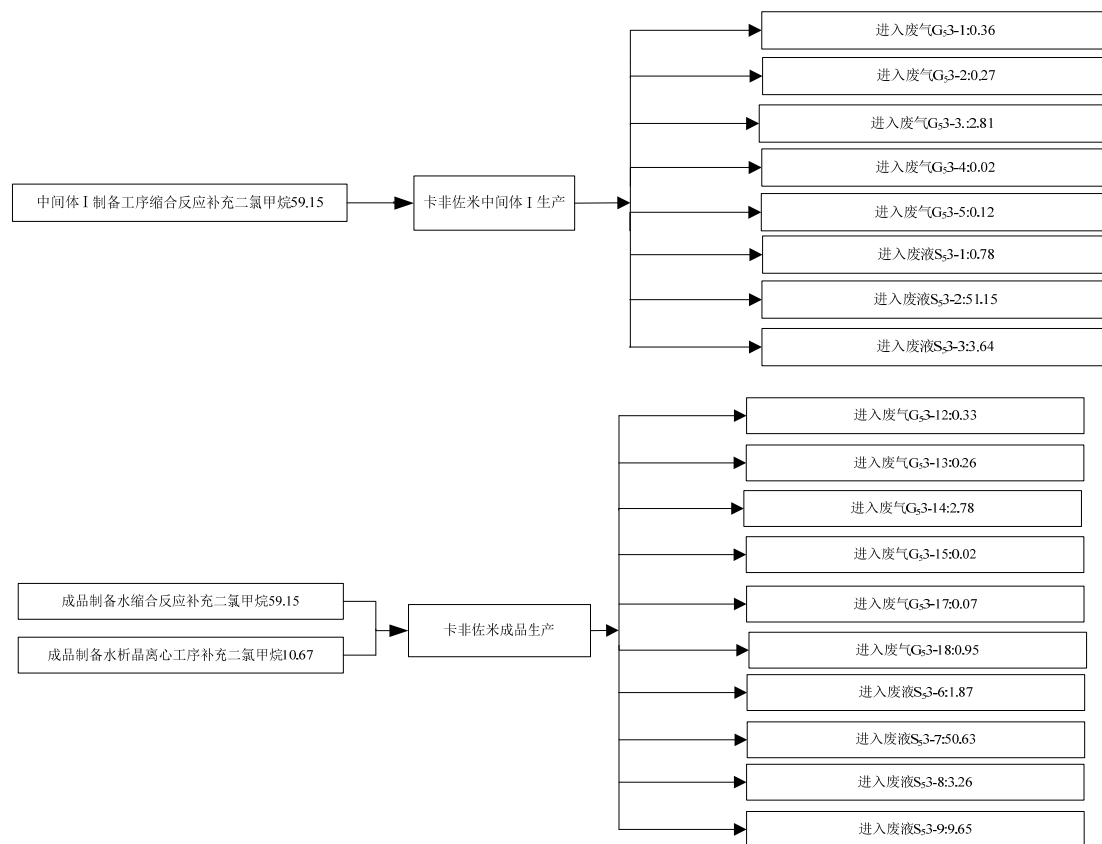 进入废气G₅3-1:0.36
进入废气G₅3-2:0.27
进入废气G₅3-3.:2.81
进入废气G₅3-4:0.02
中间体Ⅰ制备工序缩合反应补充二氯甲烷59.15
卡非佐米中间体Ⅰ生产
进入废气G₅3-5:0.12
进入废液S₅3-1:0.78
进入废液S₅3-2:51.15
进入废液S₅3-3:3.64
进入废气G₅3-12:0.33
进入废气G₅3-13:0.26
进入废气G₅3-14:2.78
进入废气G₅3-15:0.02
成品制备水缩合反应补充二氯甲烷59.15
成品制备水析晶离心工序补充二氯甲烷10.67
卡非佐米成品生产
进入废气G₅3-17:0.07
进入废气G₅3-18:0.95
进入废液S₅3-6:1.87
进入废液S₅3-7:50.63
进入废液S₅3-8:3.26
进入废液S₅3-9:9.65